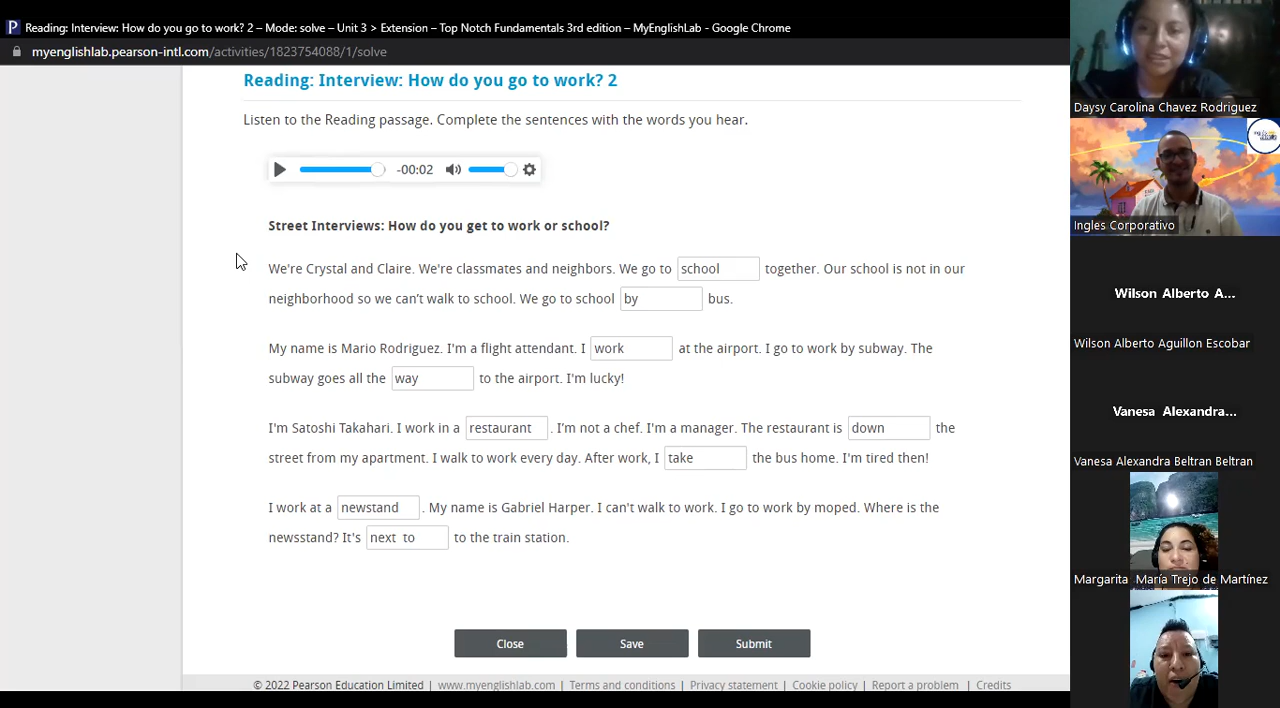 Reading: Interview: How do you go to work? 2 – Mode: solve – Unit 3 > Extension – Top Notch Fundamentals 3rd edition – MyEnglishLab - Google Chrome
myenglishlab.pearson-intl.com/activities/1823754088/1/solve
Reading: Interview: How do you go to work? 2
Listen to the Reading passage. Complete the sentences with the words you hear.
-00:02
Street Interviews: How do you get to work or school?
We're Crystal and Claire. We're classmates and neighbors. We go to school together. Our school is not in our
neighborhood so we can't walk to school. We go to school by bus.
My name is Mario Rodriguez. I'm a flight attendant. I work at the airport. I go to work by subway. The
subway goes all the way to the airport. I'm lucky!
I'm Satoshi Takahari. I work in a restaurant . I'm not a chef. I'm a manager. The restaurant is down the
street from my apartment. I walk to work every day. After work, I take the bus home. I'm tired then!
I work at a newstand . My name is Gabriel Harper. I can't walk to work. I go to work by moped. Where is the
newsstand? It's next to to the train station.
Close Save Submit
© 2022 Pearson Education Limited | www.myenglishlab.com | Terms and conditions | Privacy statement | Cookie policy | Report a problem | Credits
Daysy Carolina Chavez Rodriguez
Ingles Corporativo
Wilson Alberto A...
Wilson Alberto Aguillon Escobar
Vanesa Alexandra...
Vanesa Alexandra Beltran Beltran
Margarita María Trejo de Martínez